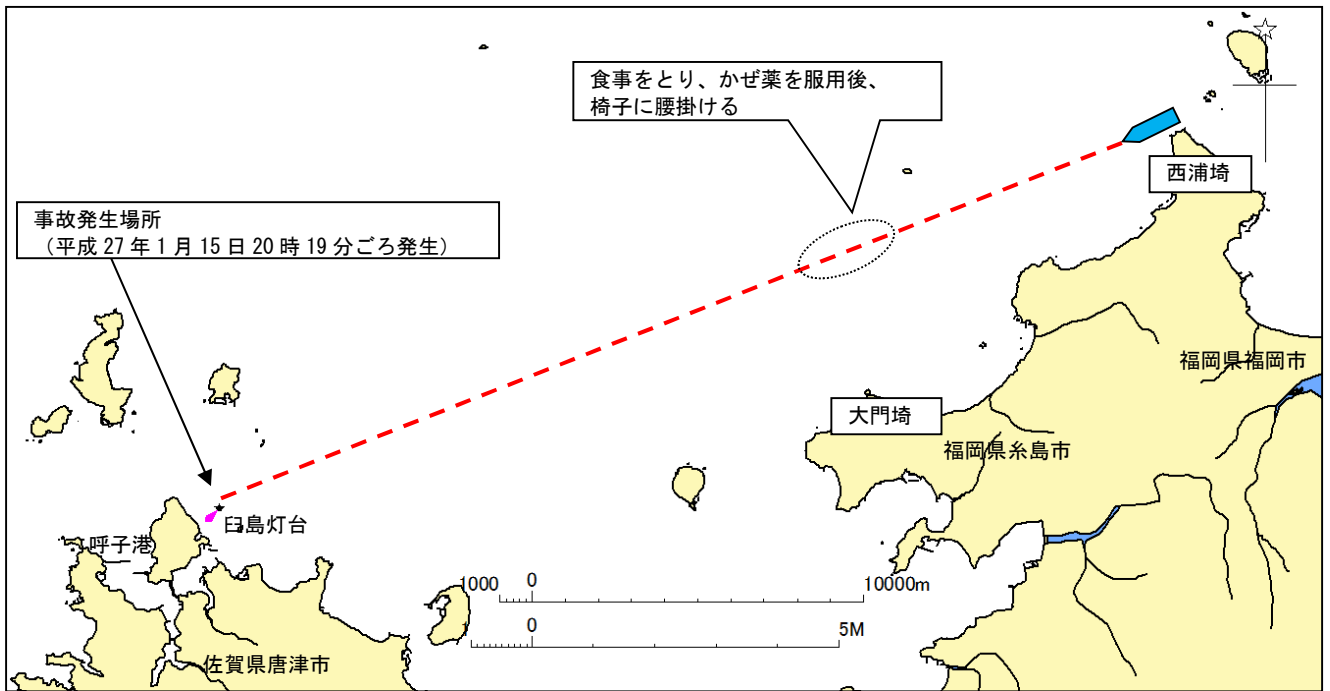 食事をとり、かぜ薬を服用後、
椅子に腰掛ける
西浦埼
事故発生場所
（平成27年1月15日20時19分ごろ発生）
福岡県福岡市
大門埼
福岡県糸島市
臼島灯台
呼子港
1000 0 10000m
1 0 5M
佐賀県唐津市